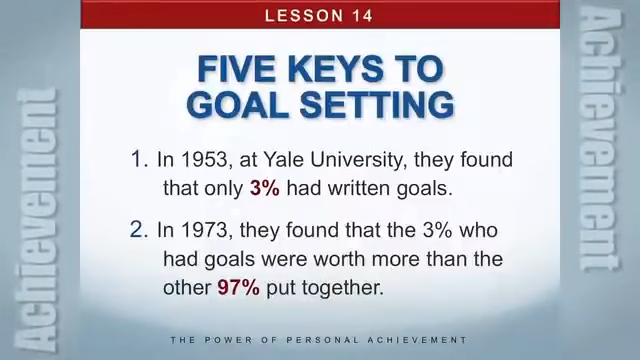 LESSON 14
FIVE KEYS TO
GOAL SETTING
1. In 1953, at Yale University, they found
that only 3% had written goals.
2. In 1973, they found that the 3% who
had goals were worth more than the
other 97% put together.
THE POWER OF PERSONAL ACHIEVEMENT
Achievement
Achievement